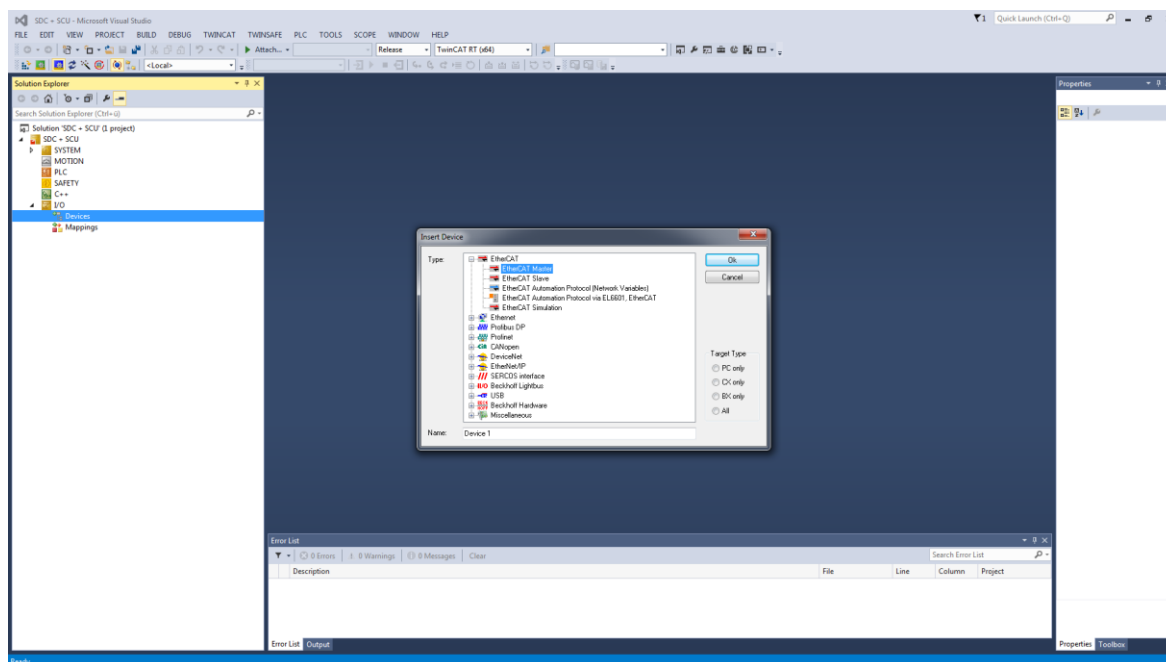 SDC + SCU - Microsoft Visual Studio
1 Quick Launch (Ctrl+Q)
FILE EDIT VIEW PROJECT BUILD DEBUG TWINCAT TWINSAFE PLC TOOLS SCOPE WINDOW HELP
Attach... Release TwinCAT RT (x64)
<Local>
Solution Explorer
Properties
Search Solution Explorer (Ctrl+ü)
Solution 'SDC + SCU' (1 project)
SDC + SCU
SYSTEM
MOTION
PLC
SAFETY
C++
I/O
Devices
Mappings
Insert Device
Type:
EtherCAT
EtherCAT Master
EtherCAT Slave
EtherCAT Automation Protocol (Network Variables)
EtherCAT Automation Protocol via EL6601, EtherCAT
EtherCAT Simulation
Ethernet
Profibus DP
Profinet
CANopen
DeviceNet
EtherNet/IP
SERCOS interface
Beckhoff Lightbus
USB
Beckhoff Hardware
Miscellaneous
Ok
Cancel
Target Type
PC only
CX only
BX only
All
Name: Device 1
Error List
0 Errors 0 Warnings 0 Messages Clear
Search Error List
Description File Line Column Project
Error List Output
Properties Toolbox
Ready